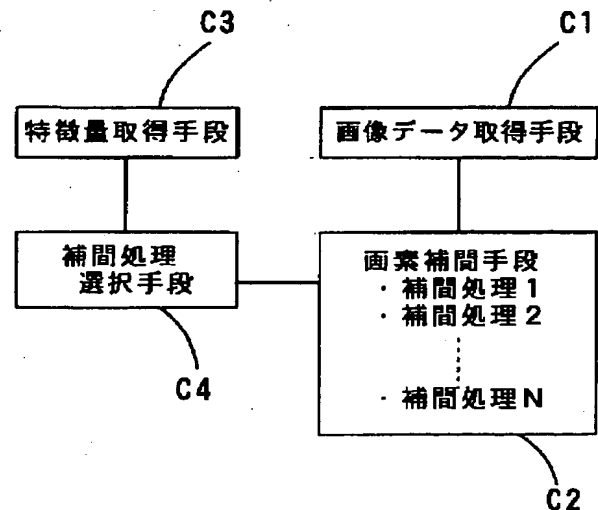 C3
C1
特徴量取得手段
画像データ取得手段
補間処理
選択手段
画素補間手段
・補間処理1
・補間処理2
・補間処理N
C4
C2